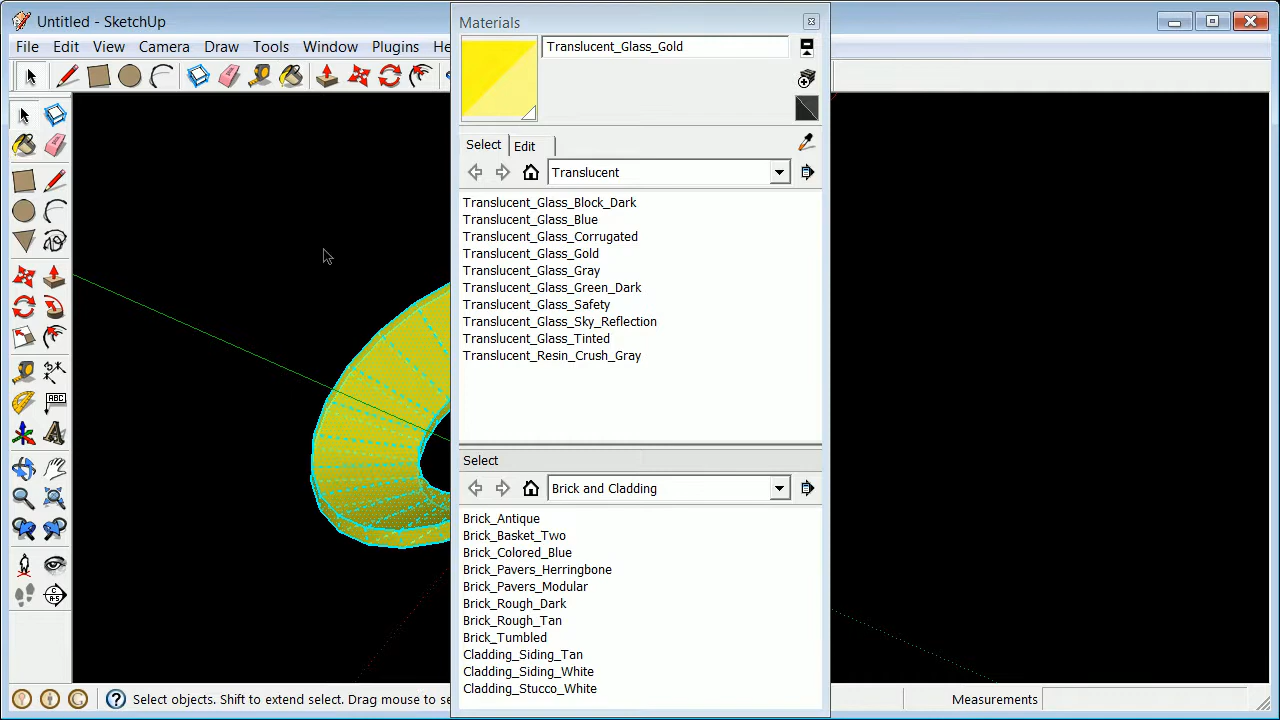 Untitled - SketchUp
File Edit View Camera Draw Tools Window Plugins He
Materials
Translucent_Glass_Gold
Select Edit
Translucent
Translucent_Glass_Block_Dark
Translucent_Glass_Blue
Translucent_Glass_Corrugated
Translucent_Glass_Gold
Translucent_Glass_Gray
Translucent_Glass_Green_Dark
Translucent_Glass_Safety
Translucent_Glass_Sky_Reflection
Translucent_Glass_Tinted
Translucent_Resin_Crush_Gray
Select
Brick and Cladding
Brick_Antique
Brick_Basket_Two
Brick_Colored_Blue
Brick_Pavers_Herringbone
Brick_Pavers_Modular
Brick_Rough_Dark
Brick_Rough_Tan
Brick_Tumbled
Cladding_Siding_Tan
Cladding_Siding_White
Cladding_Stucco_White
ABC
A
Select objects. Shift to extend select. Drag mouse to se
Measurements